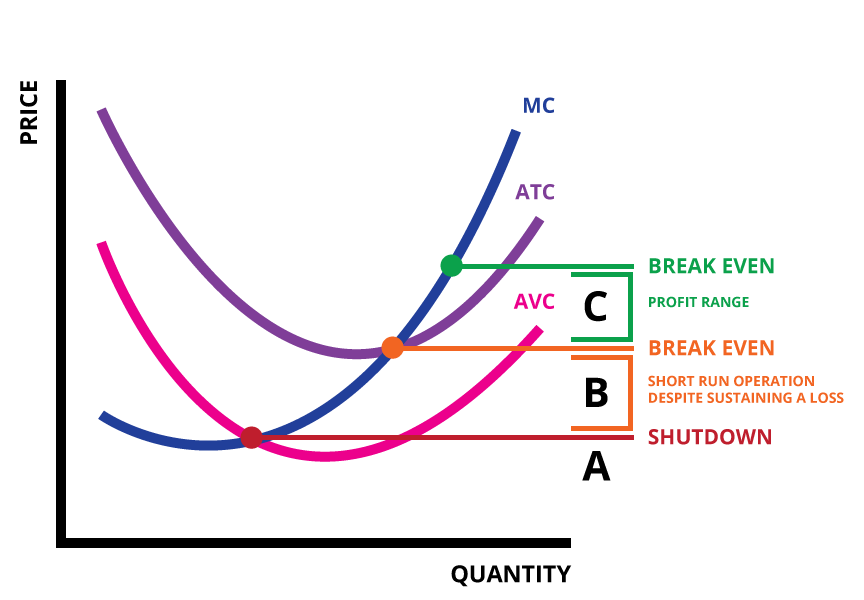 PRICE
MC
ATC
AVC
BREAK EVEN
C
PROFIT RANGE
BREAK EVEN
B
SHORT RUN OPERATION
DESPITE SUSTAINING A LOSS
SHUTDOWN
A
QUANTITY